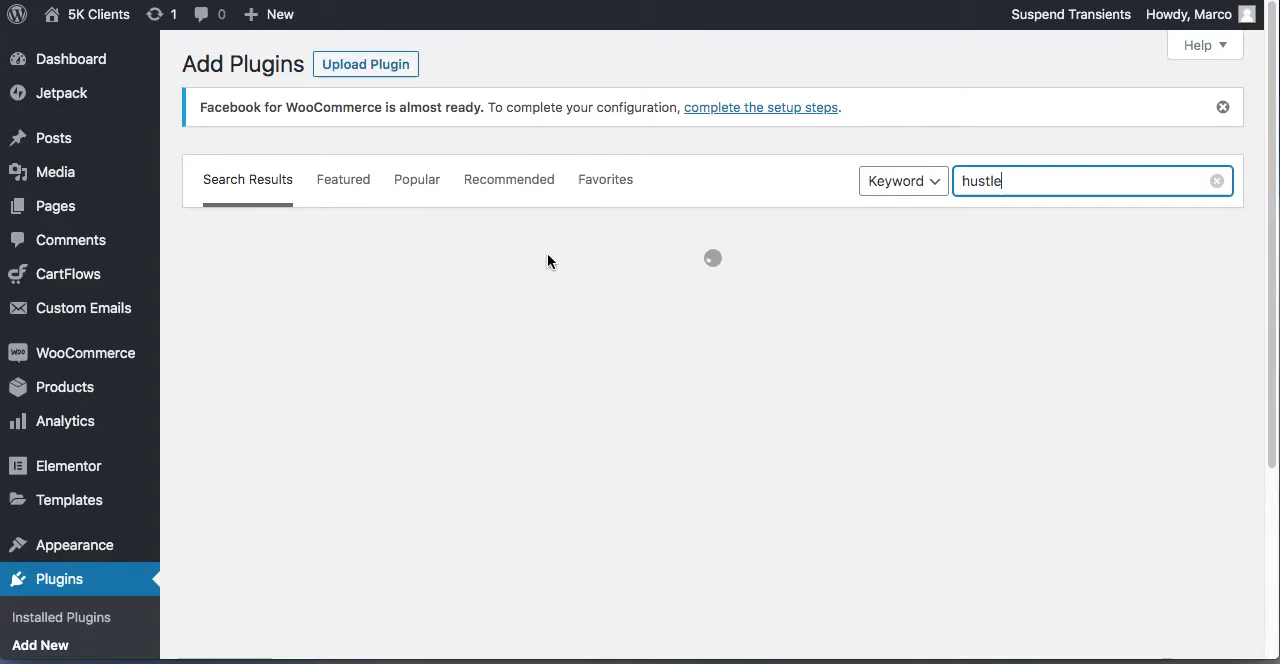 5K Clients 1 0 New Suspend Transients Howdy, Marco
Dashboard
Jetpack
Posts
Media
Pages
Comments
CartFlows
Custom Emails
WooCommerce
Products
Analytics
Elementor
Templates
Appearance
Plugins
Installed Plugins
Add New
Help
Add Plugins Upload Plugin
Facebook for WooCommerce is almost ready. To complete your configuration, complete the setup steps.
Search Results Featured Popular Recommended Favorites Keyword hustle